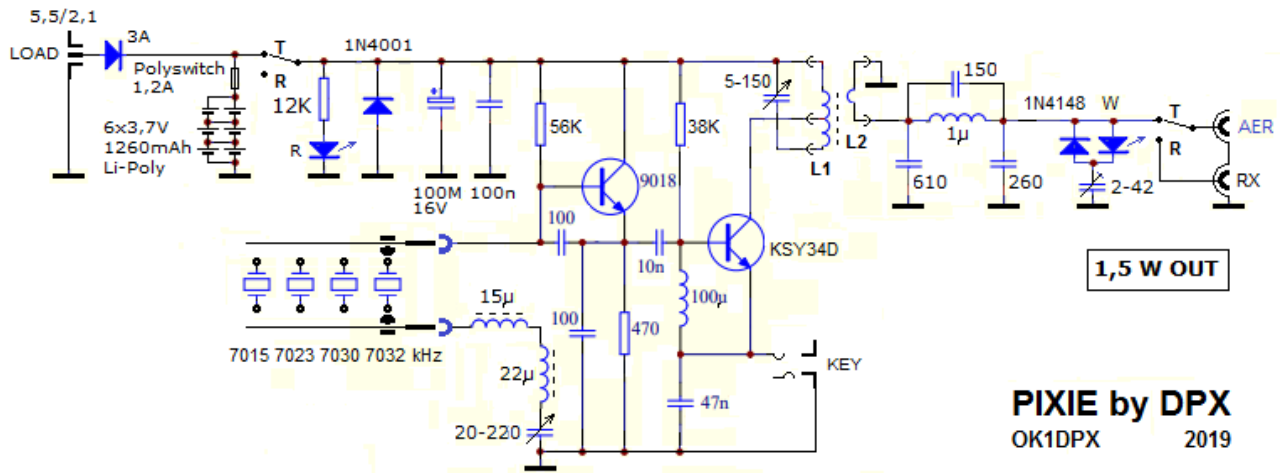 5,5/2,1
LOAD
3A
Polyswitch
1,2A
6x3,7V
1260mAh
Li-Poly
T
R
12K
R
1N4001
100M
16V
100n
56K
9018
38K
5-150
L1
L2
150
1µ
610
260
1N4148
W
2-42
T
R
AER
RX
100
10n
KSY34D
1,5 W OUT
100µ
15µ
100
470
7015 7023 7030 7032 kHz
22µ
KEY
47n
20-220
PIXIE by DPX
OK1DPX 2019